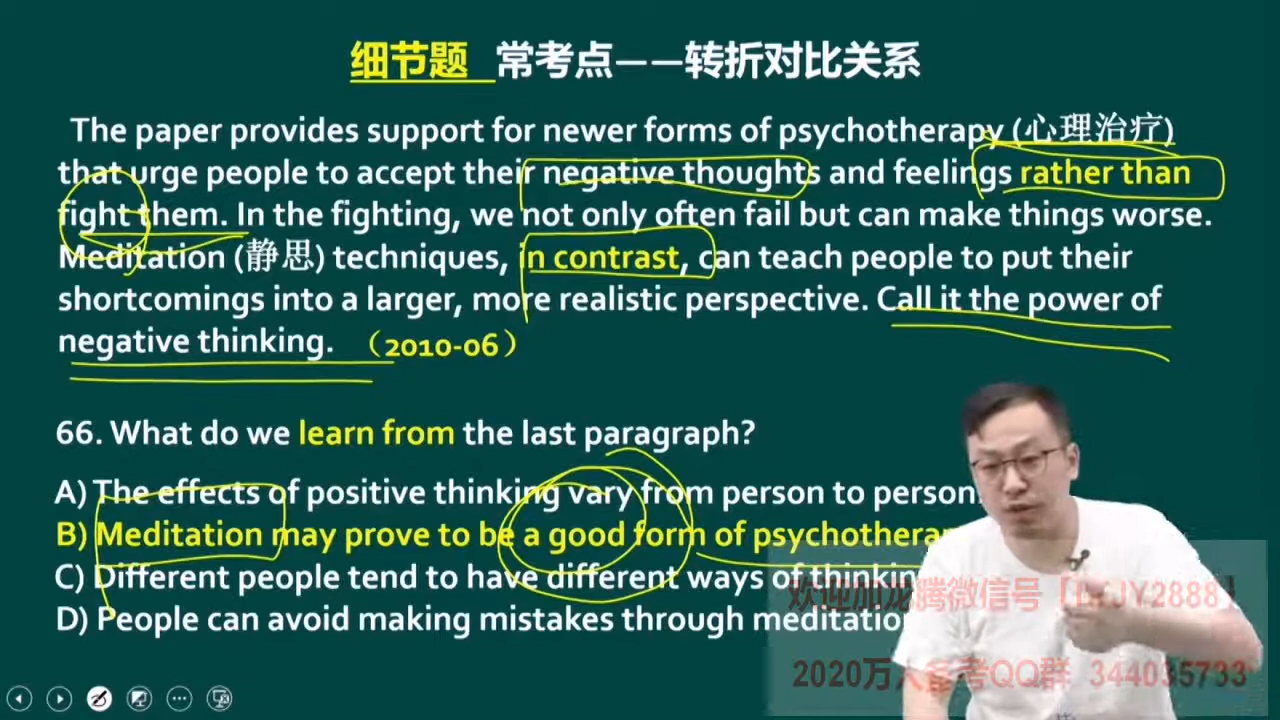 细节题 常考点——转折对比关系
The paper provides support for newer forms of psychotherapy (心理治疗)
that urge people to accept their negative thoughts and feelings rather than
fight them. In the fighting, we not only often fail but can make things worse.
Meditation (静思) techniques, in contrast, can teach people to put their
shortcomings into a larger, more realistic perspective. Call it the power of
negative thinking. （2010-06）
66. What do we learn from the last paragraph?
A) The effects of positive thinking vary from person to person.
B) Meditation may prove to be a good form of
C) Different people tend to have different ways of
D) People can avoid making mistakes through
欢迎加龙腾微信号
2020万人备考QQ群 344035733